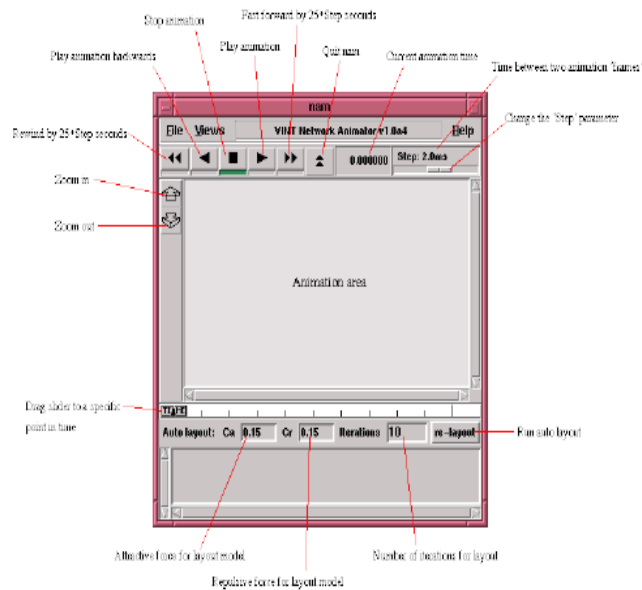 Fast forward by 25*Step seconds
Stop animation
Play animation backwards
Play animation
Quit nam
Current animation time
Time between two animation 'frames'
Change the 'Step' parameter
nam
File Views VINT Network Animator v1.0a4 Help
Rewind by 25*Step seconds
0.000000
Step: 2.0ms
Zoom in
Zoom out
Animation area
Drag slider to a specific
point in time
TIME
Auto layout: Ca 0.15 Cr 0.15 Iterations 10 re-layout
Run auto layout
Attractive force for layout model
Number of iterations for layout
Repulsive force for layout model